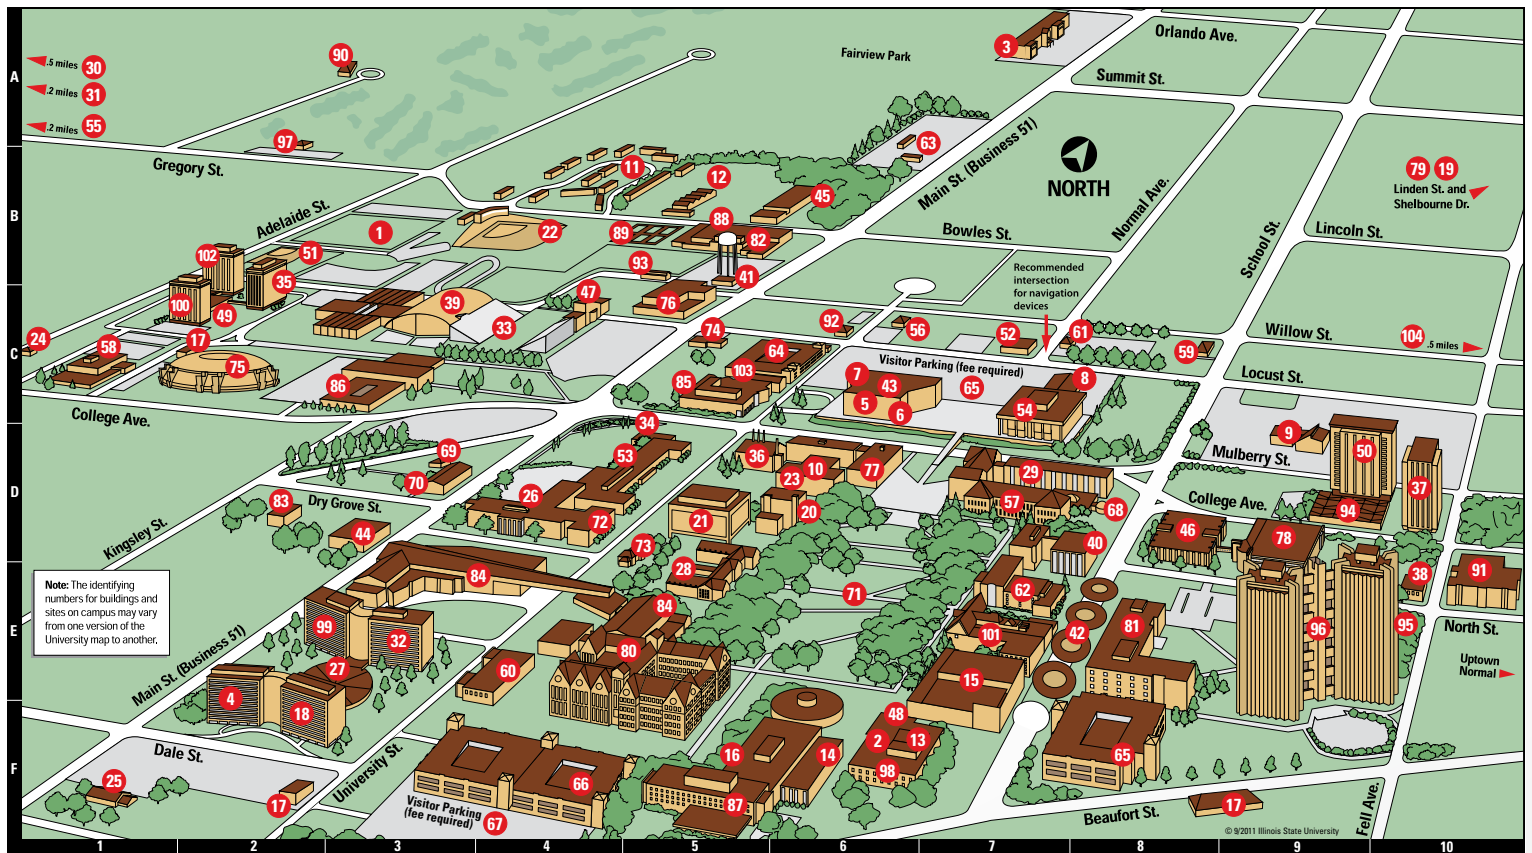 A
.5 miles 30
.2 miles 31
.2 miles 55
90
97
Gregory St.
Fairview Park
3
Orlando Ave.
Summit St.
63
Main St. (Business 51)
NORTH
Normal Ave.
79 19
Linden St. and
Shelbourne Dr.
B
Adelaide St.
1
11
12
45
22
89
88
82
93
41
102
51
35
100
49
Bowles St.
School St.
Lincoln St.
Recommended
intersection
for navigation
devices
C
24
58
17
75
39
33
47
76
74
92
56
52
61
59
Willow St.
104 .5 miles
86
85
103
64
Visitor Parking (fee required)
7
43
65
5
6
8
54
Locust St.
College Ave.
D
34
53
69
70
36
10
23
77
29
57
68
9
Mulberry St.
50
37
College Ave.
94
83
Dry Grove St.
44
Kingsley St.
26
72
21
20
73
28
40
46
78
38
91
E
Note: The identifying
numbers for buildings and
sites on campus may vary
from one version of the
University map to another.
84
84
99
32
27
80
60
71
62
101
42
81
96
95
North St.
Uptown
Normal
Main St. (Business 51)
4
18
15
F
Dale St.
25
17
University St.
66
Visitor Parking
(fee required) 67
16
14
87
48
2
13
98
65
Beaufort St.
17
Fell Ave.
© 9/2011 Illinois State University
1
2
3
4
5
6
7
8
9
10